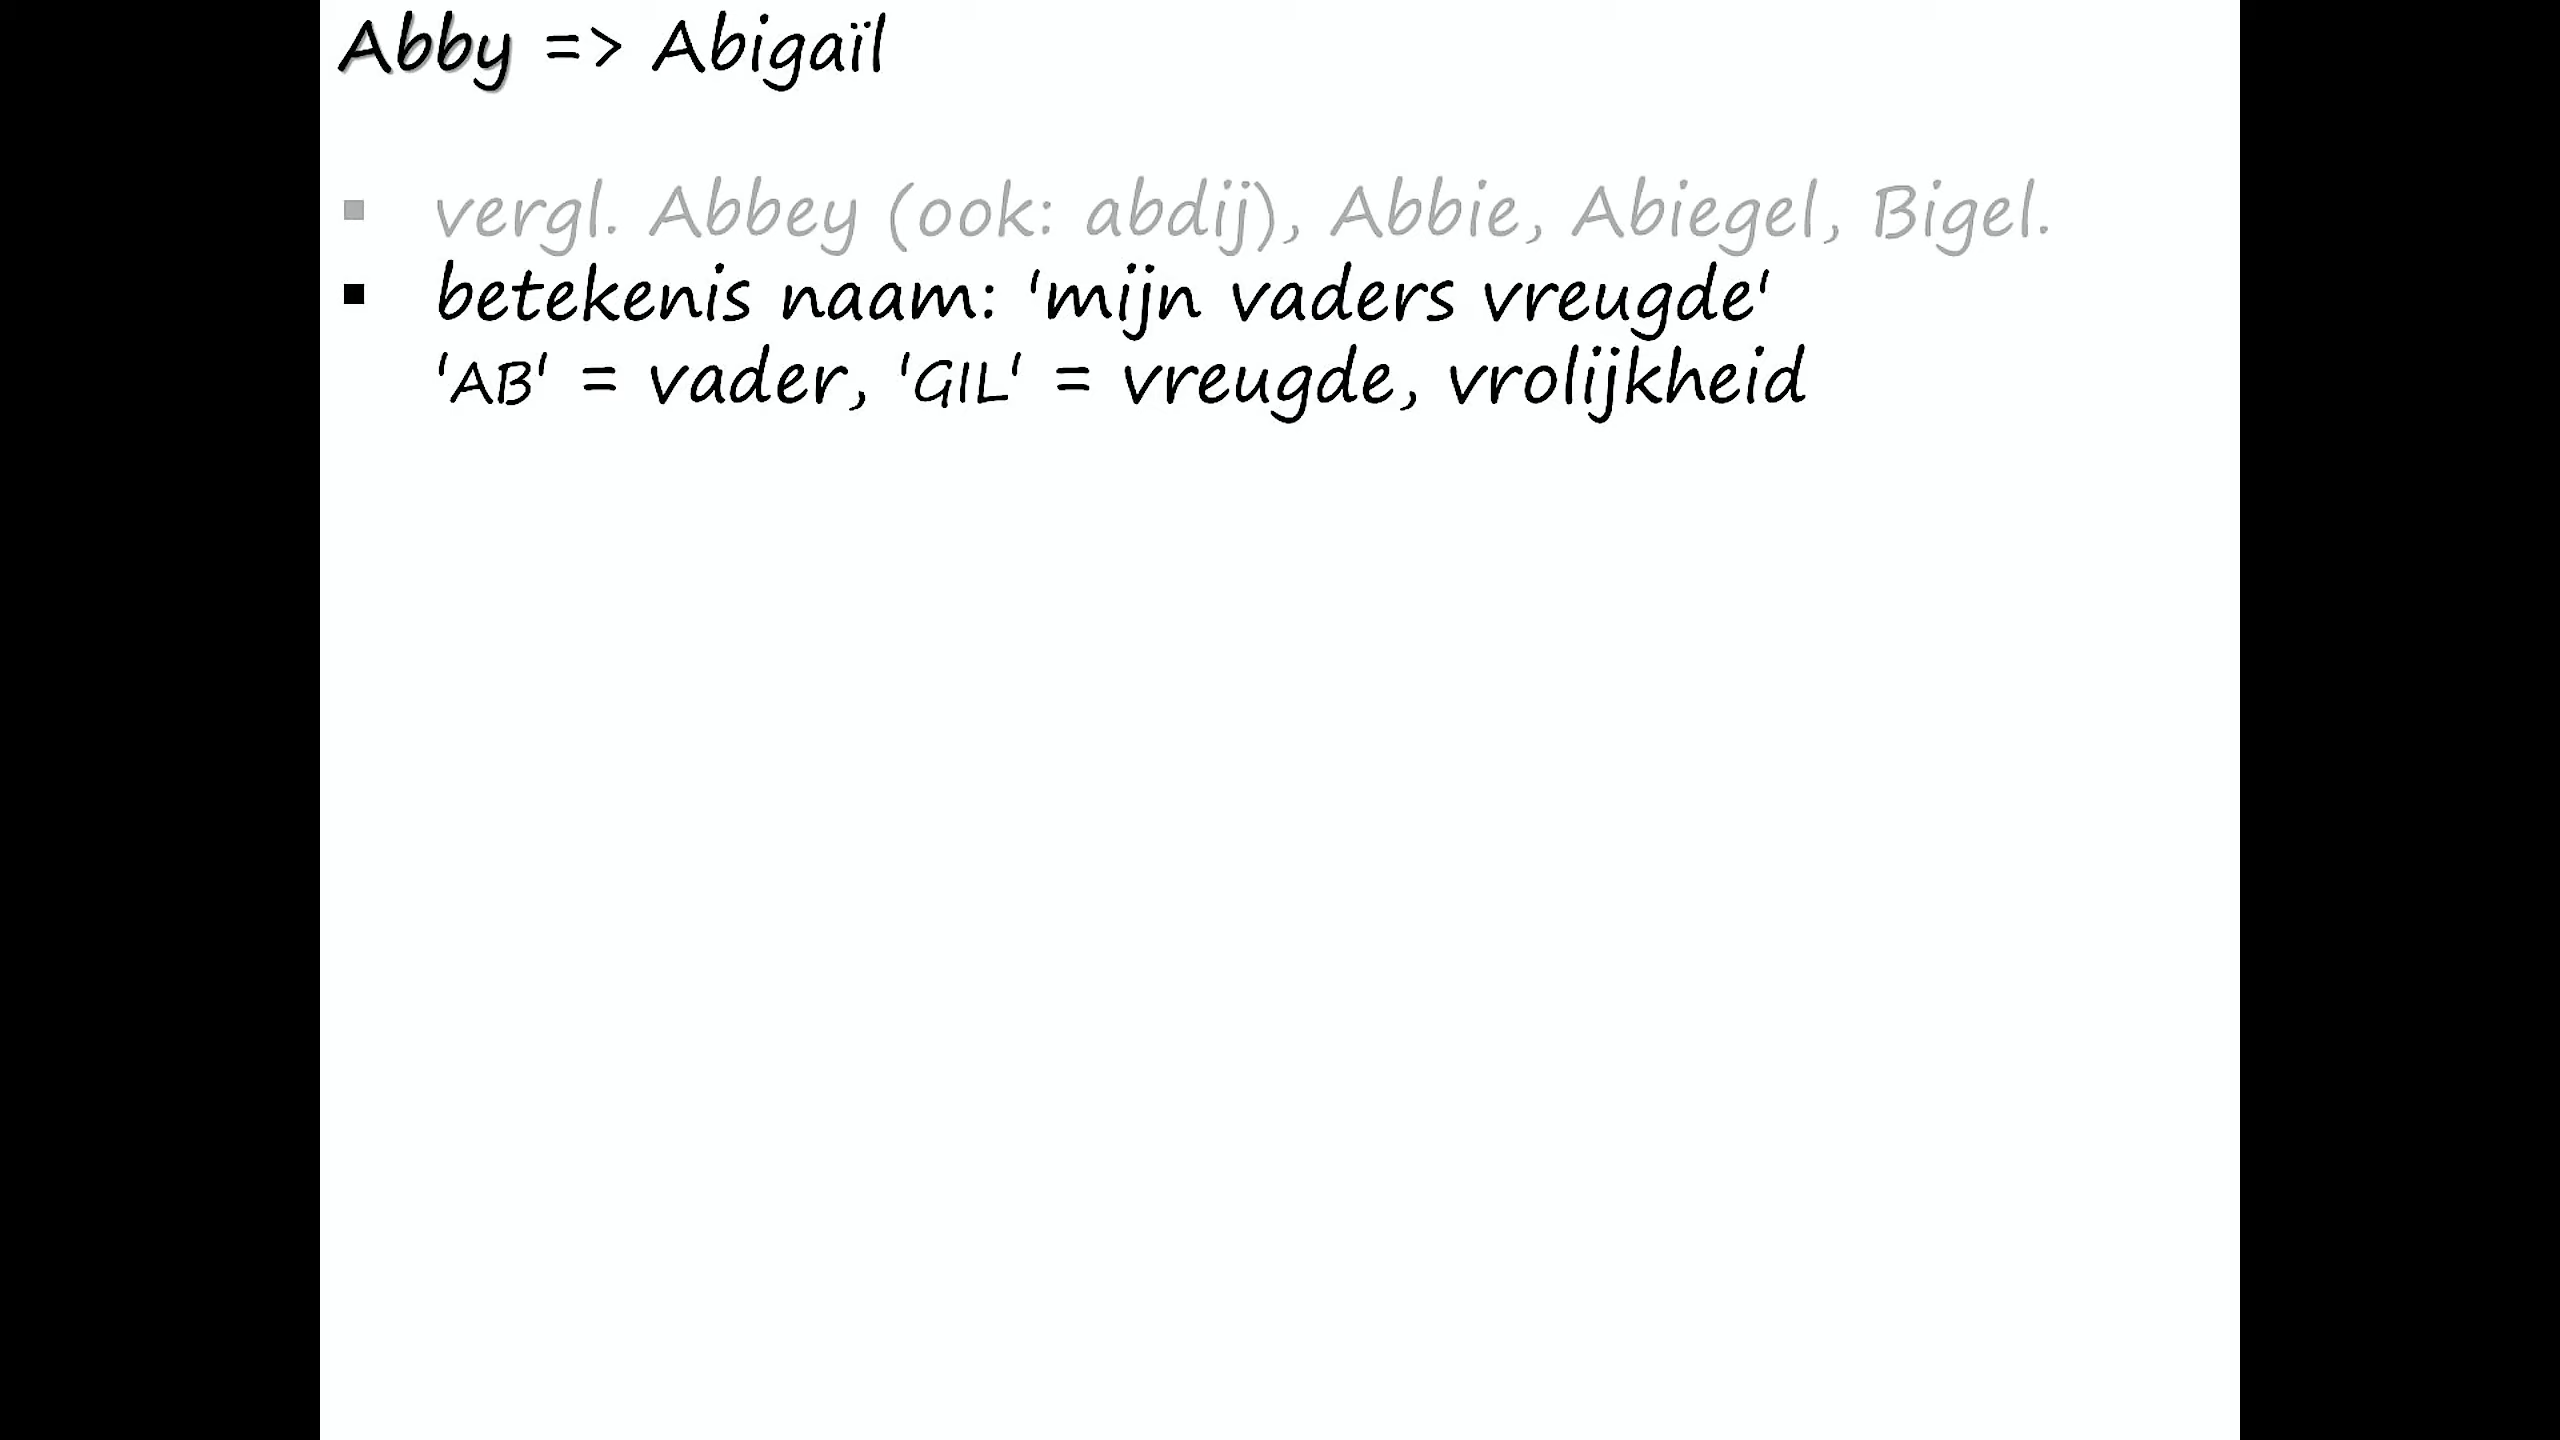 Abby => Abigaïl
▪ vergl. Abbey (ook: abdij), Abbie, Abiegel, Bigel.
▪ betekenis naam: 'mijn vaders vreugde'
'AB' = vader, 'GIL' = vreugde, vrolijkheid